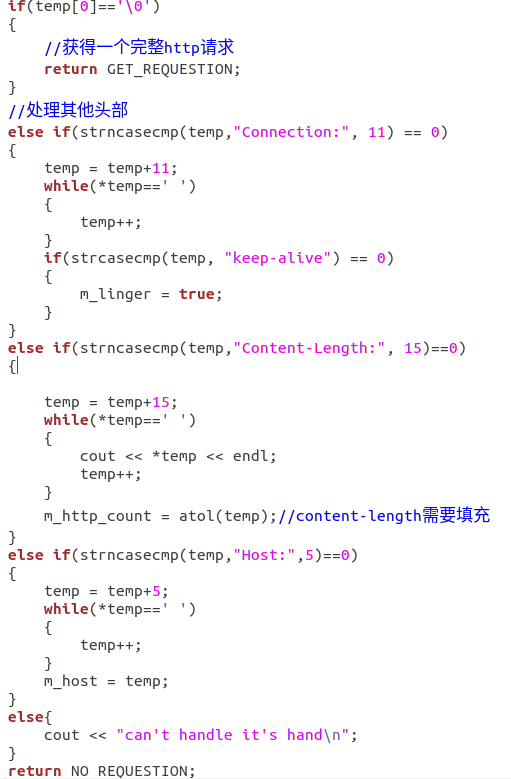 if(temp[0]=='\0')
{
    //获得一个完整http请求
    return GET_REQUESTION;
}
//处理其他头部
else if(strncasecmp(temp,"Connection:", 11) == 0)
{
    temp = temp+11;
    while(*temp==' ')
    {
        temp++;
    }
    if(strcasecmp(temp, "keep-alive") == 0)
    {
        m_linger = true;
    }
}
else if(strncasecmp(temp,"Content-Length:", 15)==0)
{
    temp = temp+15;
    while(*temp==' ')
    {
        cout << *temp << endl;
        temp++;
    }
    m_http_count = atol(temp);//content-length需要填充
}
else if(strncasecmp(temp,"Host:",5)==0)
{
    temp = temp+5;
    while(*temp==' ')
    {
        temp++;
    }
    m_host = temp;
}
else{
    cout << "can't handle it's hand\n";
}
return NO_REQUESTION;